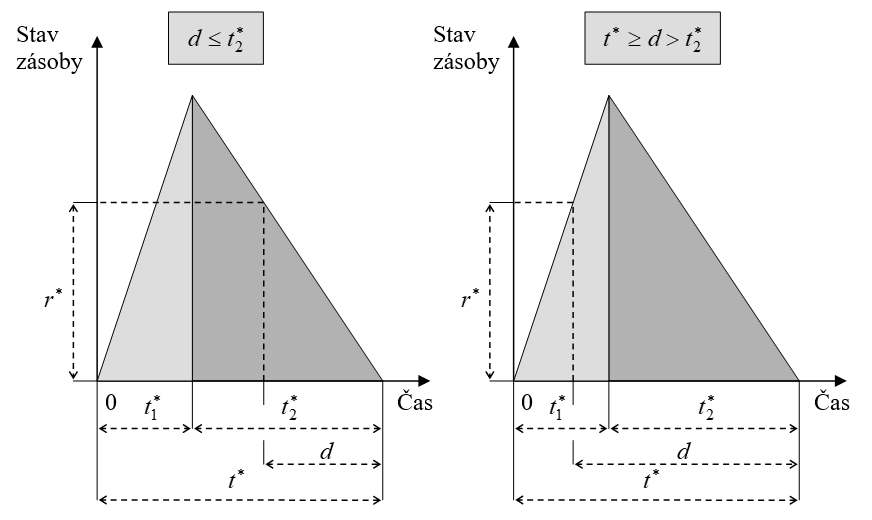 Stav
zásoby
d ≤ t₂*
r*
0
t₁*
t₂*
Čas
d
t*
Stav
zásoby
t* ≥ d > t₂*
r*
0
t₁*
t₂*
Čas
d
t*